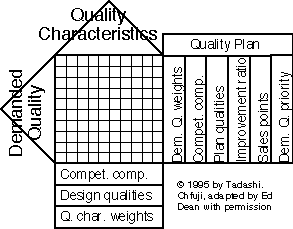 Quality
Characteristics
Demanded
Quality
Quality Plan
Dem. Q. weights
Compet. comp.
Plan qualities
Improvement ratio
Sales points
Dem. Q. priority
Compet. comp.
Design qualities
Q. char. weights
© 1995 by Tadashi.
Chfuji, adapted by Ed
Dean with permission